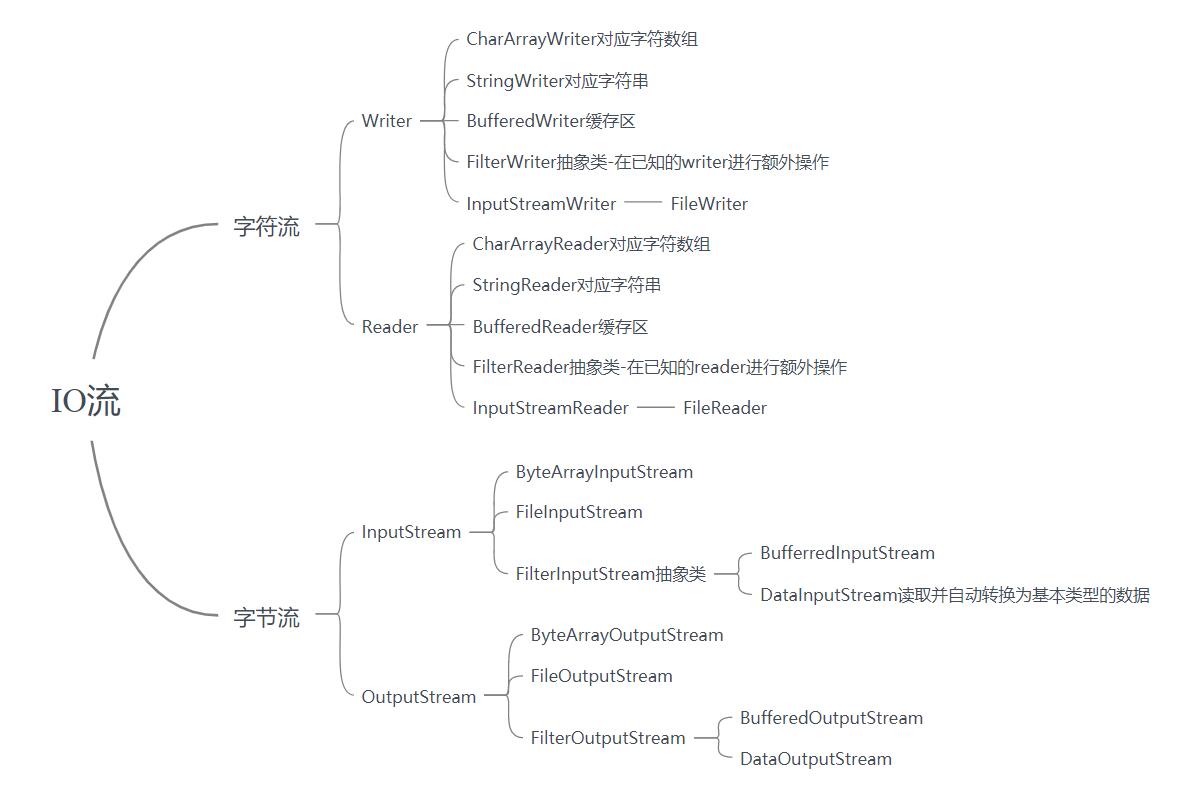 IO流
字符流
Writer
CharArrayWriter对应字符数组
StringWriter对应字符串
BufferedWriter缓存区
FilterWriter抽象类-在已知的writer进行额外操作
InputStreamWriter
FileWriter
Reader
CharArrayReader对应字符数组
StringReader对应字符串
BufferedReader缓存区
FilterReader抽象类-在已知的reader进行额外操作
InputStreamReader
FileReader
字节流
InputStream
ByteArrayInputStream
FileInputStream
FilterInputStream抽象类
BufferredInputStream
DataInputStream读取并自动转换为基本类型的数据
OutputStream
ByteArrayOutputStream
FileOutputStream
FilterOutputStream
BufferedOutputStream
DataOutputStream